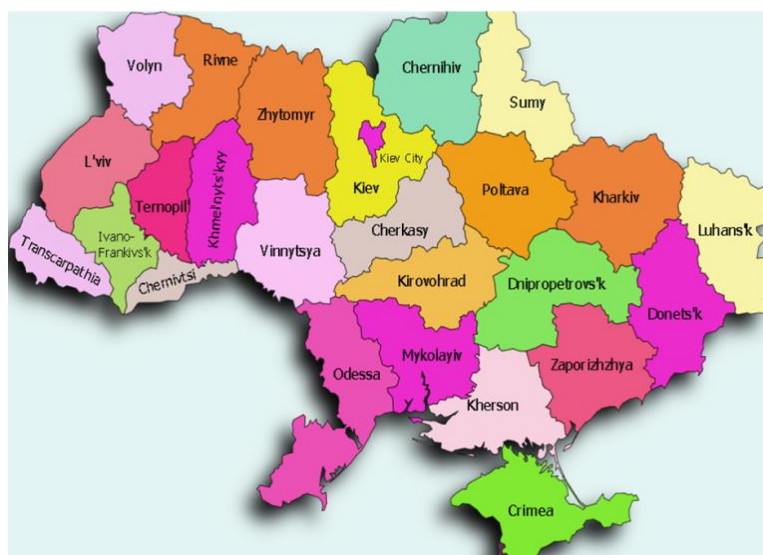 Volyn
Rivne
Zhytomyr
Chernihiv
Sumy
Kiev City
L'viv
Ternopil'
Khmel'nyts'kyy
Kiev
Poltava
Kharkiv
Luhans'k
Ivano-
Frankivs'k
Transcarpathia
Chernivtsi
Vinnytsya
Cherkasy
Kirovohrad
Dnipropetrovs'k
Donets'k
Odessa
Mykolayiv
Kherson
Zaporizhzhya
Crimea